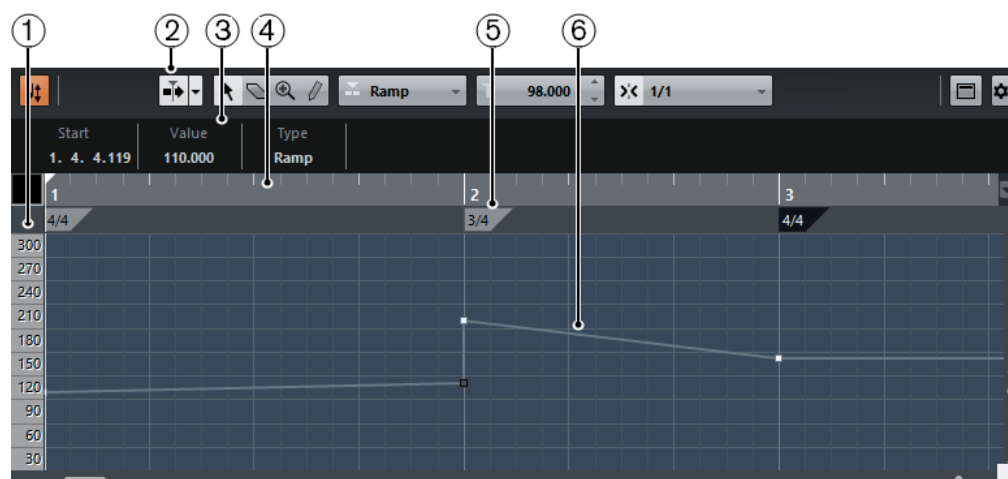 1 2 3 4 5 6
Ramp 98.000 1/1
Start Value Type
1. 4. 4.119 110.000 Ramp
1 2 3
4/4 3/4 4/4
300
270
240
210
180
150
120
90
60
30